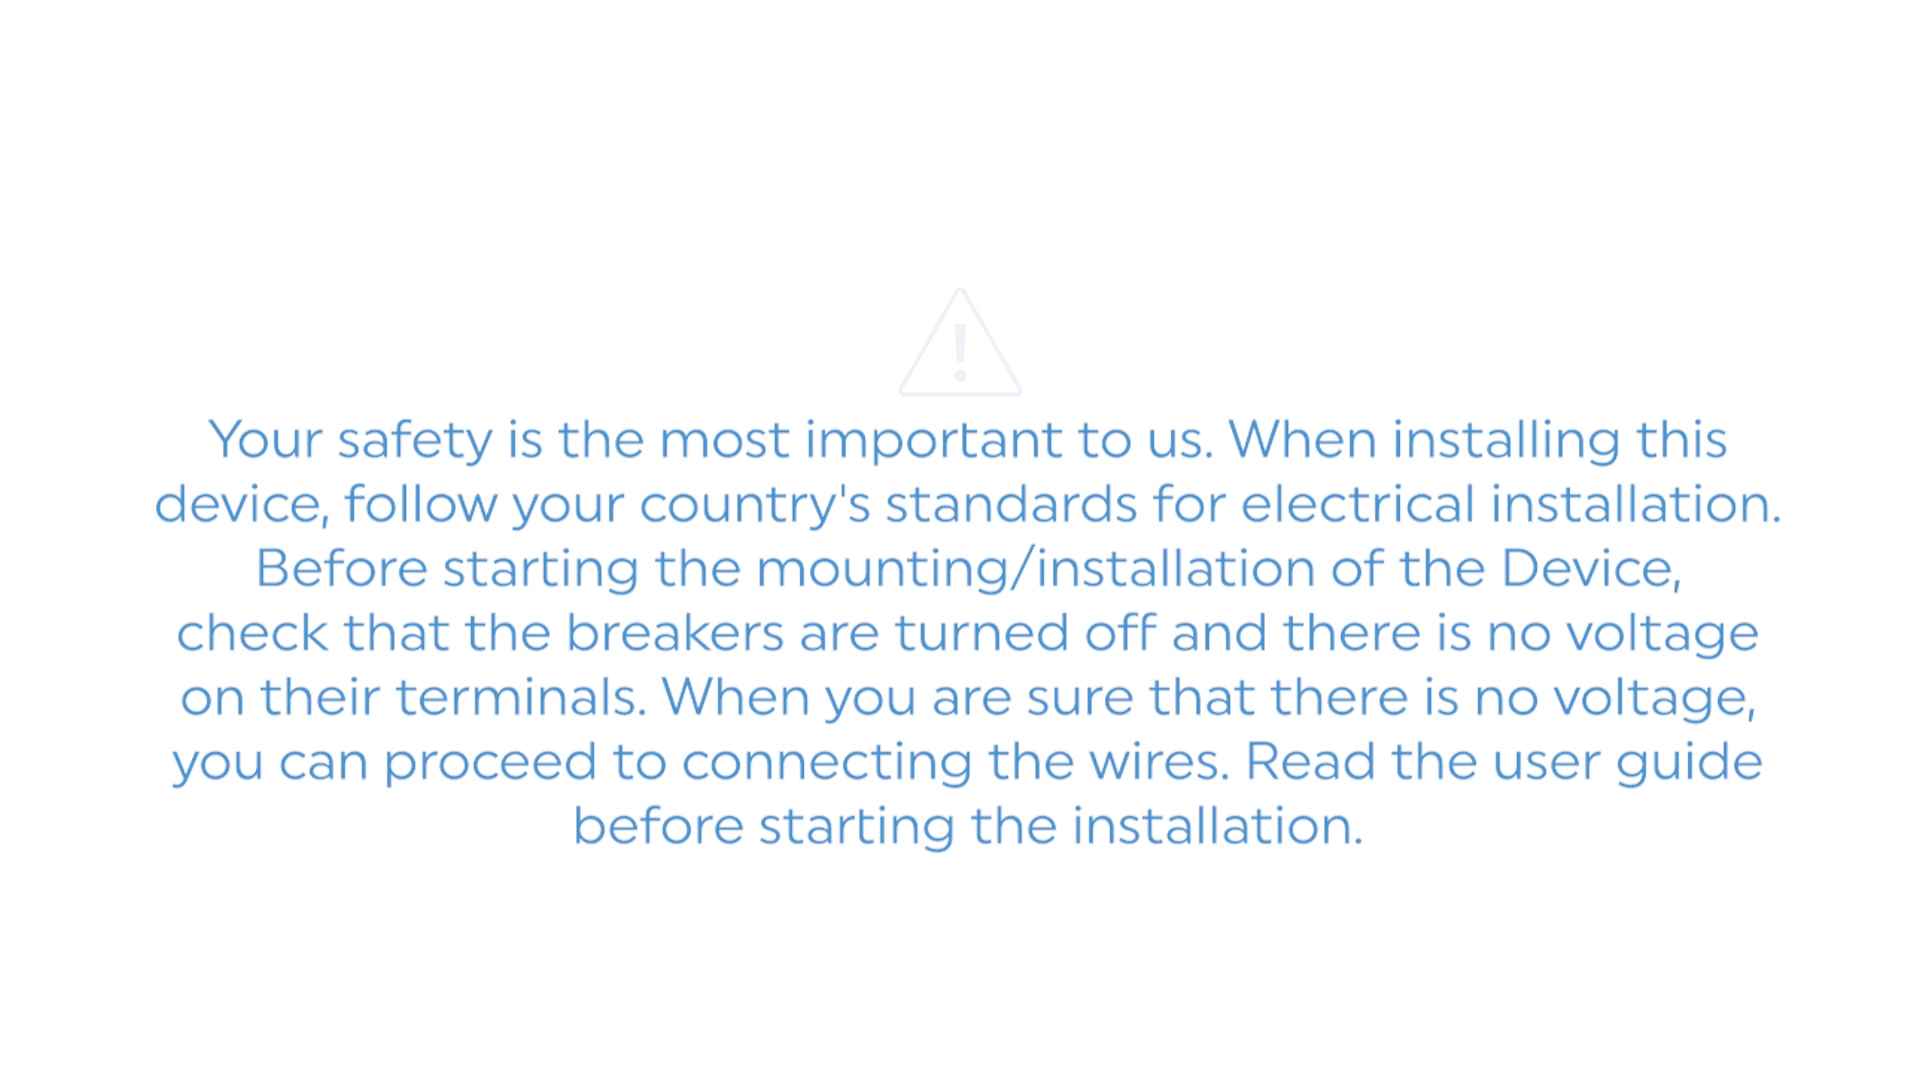 Your safety is the most important to us. When installing this
device, follow your country's standards for electrical installation.
Before starting the mounting/installation of the Device,
check that the breakers are turned off and there is no voltage
on their terminals. When you are sure that there is no voltage,
you can proceed to connecting the wires. Read the user guide
before starting the installation.